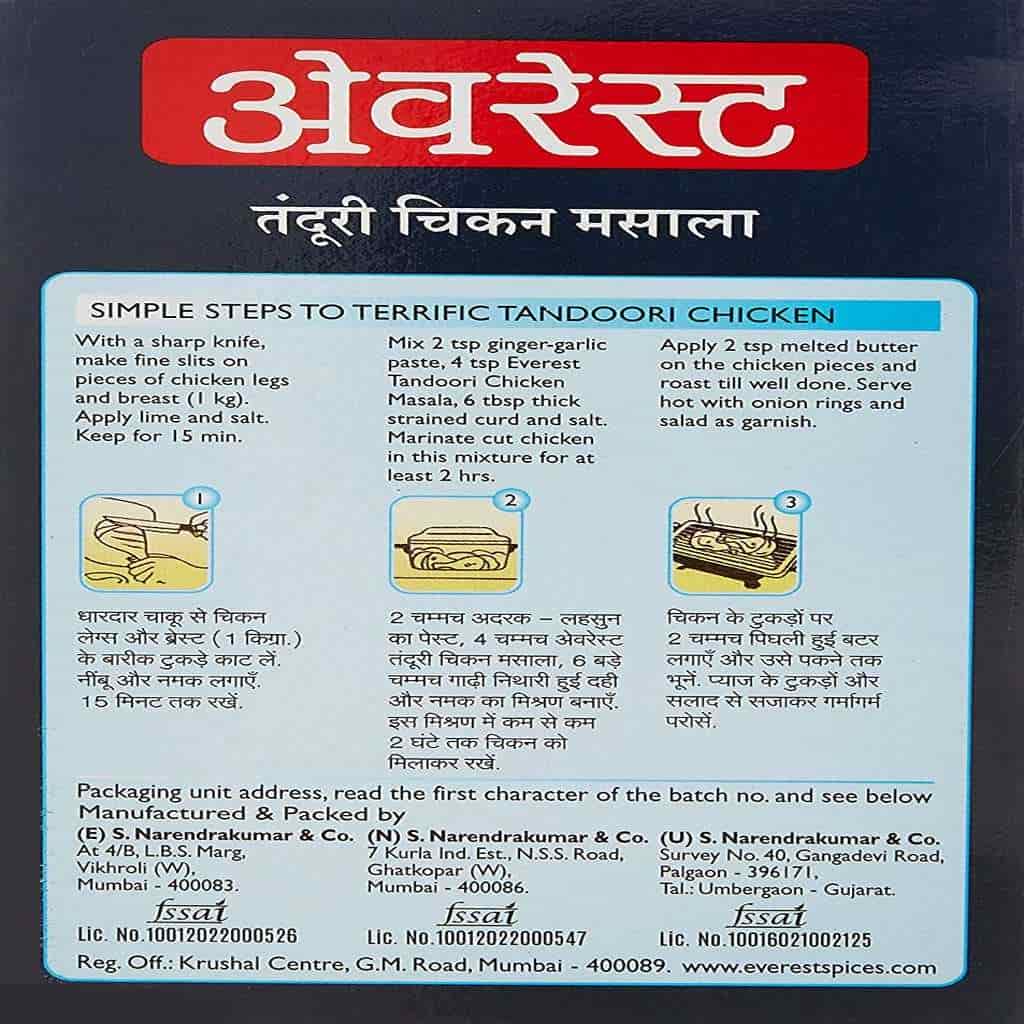 अेवरेस्ट
तंदूरी चिकन मसाला
SIMPLE STEPS TO TERRIFIC TANDOORI CHICKEN
With a sharp knife,
make fine slits on
pieces of chicken legs
and breast (1 kg).
Apply lime and salt.
Keep for 15 min.
Mix 2 tsp ginger-garlic
paste, 4 tsp Everest
Tandoori Chicken
Masala, 6 tbsp thick
strained curd and salt.
Marinate cut chicken
in this mixture for at
least 2 hrs.
Apply 2 tsp melted butter
on the chicken pieces and
roast till well done. Serve
hot with onion rings and
salad as garnish.
1
2
3
धारदार चाकू से चिकन
लेग्स और ब्रेस्ट (1 किग्रा.)
के बारीक टुकड़े काट लें.
नींबू और नमक लगाएँ.
15 मिनट तक रखें.
2 चम्मच अदरक – लहसुन
का पेस्ट, 4 चम्मच अेवरेस्ट
तंदूरी चिकन मसाला, 6 बड़े
चम्मच गाढ़ी निथारी हुई दही
और नमक का मिश्रण बनाएँ.
इस मिश्रण में कम से कम
2 घंटे तक चिकन को
मिलाकर रखें.
चिकन के टुकड़ों पर
2 चम्मच पिघली हुई बटर
लगाएँ और उसे पकने तक
भूनें. प्याज के टुकड़ों और
सलाद से सजाकर गर्मागर्म
परोसें.
Packaging unit address, read the first character of the batch no. and see below
Manufactured & Packed by
(E) S. Narendrakumar & Co.
At 4/B, L.B.S. Marg,
Vikhroli (W),
Mumbai - 400083.
fssai
Lic. No.10012022000526
(N) S. Narendrakumar & Co.
7 Kurla Ind. Est., N.S.S. Road,
Ghatkopar (W),
Mumbai - 400086.
fssai
Lic. No.10012022000547
(U) S. Narendrakumar & Co.
Survey No. 40, Gangadevi Road,
Palgaon - 396171,
Tal.: Umbergaon - Gujarat.
fssai
Lic. No.10016021002125
Reg. Off.: Krushal Centre, G.M. Road, Mumbai - 400089. www.everestspices.com